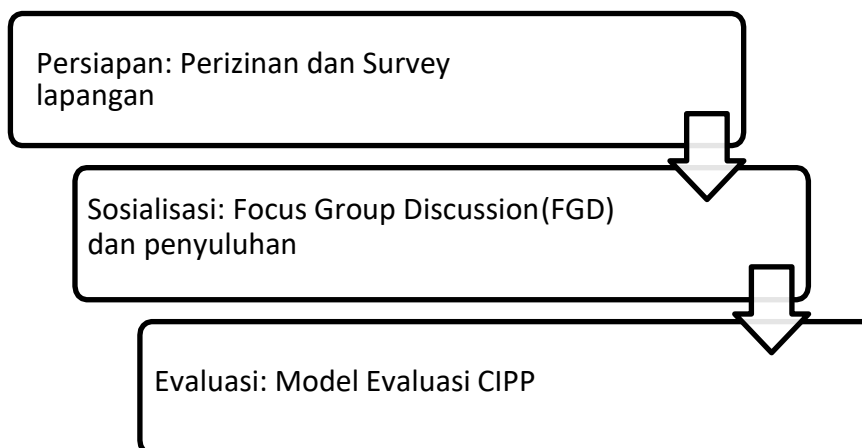 Persiapan: Perizinan dan Survey
lapangan
Sosialisasi: Focus Group Discussion(FGD)
dan penyuluhan
Evaluasi: Model Evaluasi CIPP